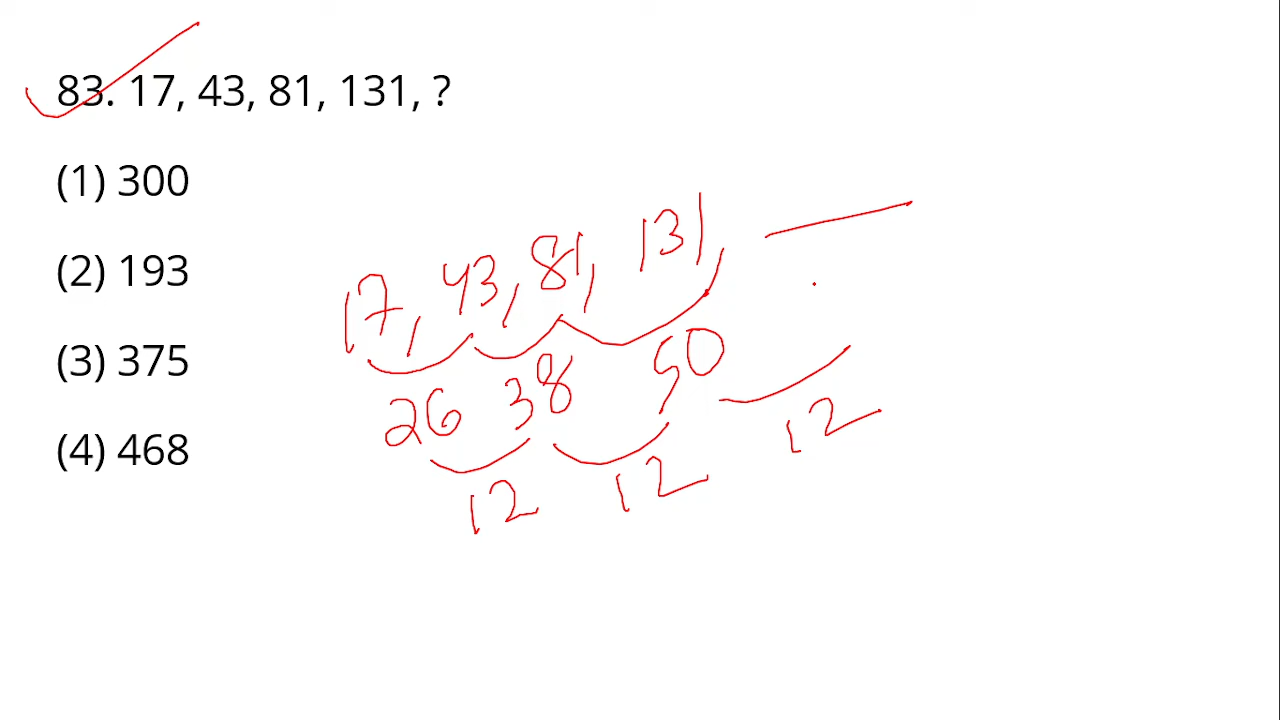 83. 17, 43, 81, 131, ?
(1) 300
(2) 193
(3) 375
(4) 468
17, 43, 81, 131,
26 38 50
12 12 12